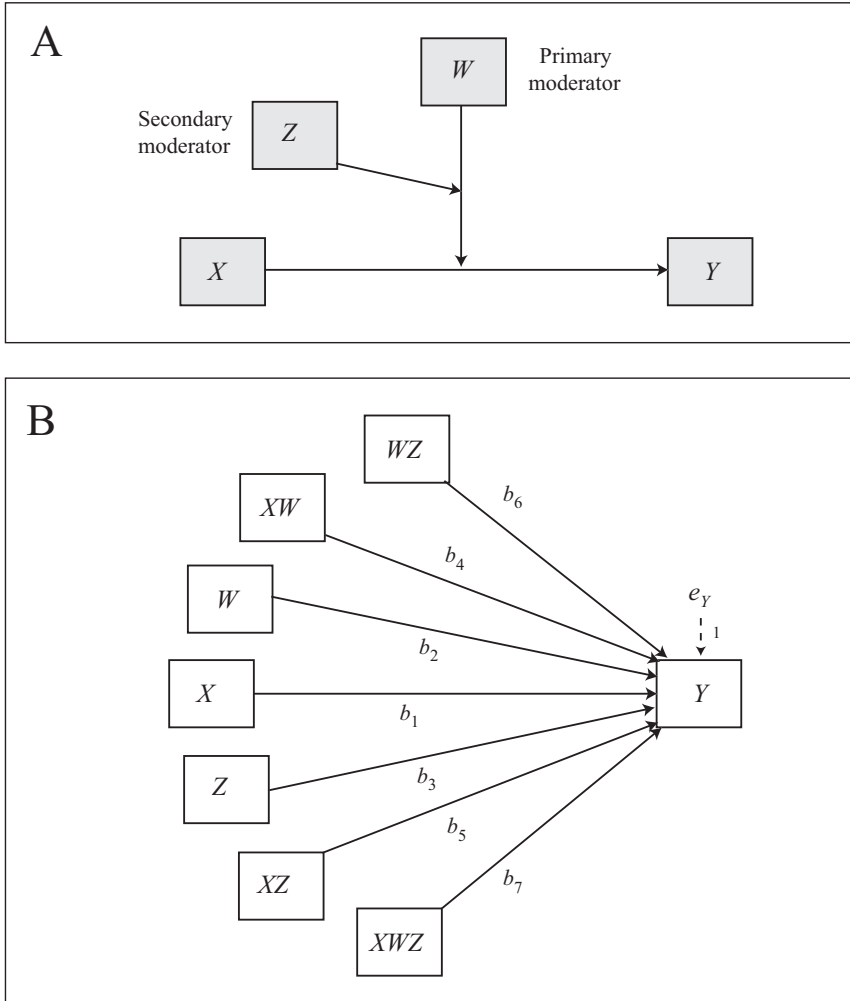 A
W
Primary
moderator
Secondary
moderator
Z
X
Y
B
WZ
b6
XW
b4
eY
1
W
b2
X
b1
Y
Z
b3
b5
XZ
b7
XWZ